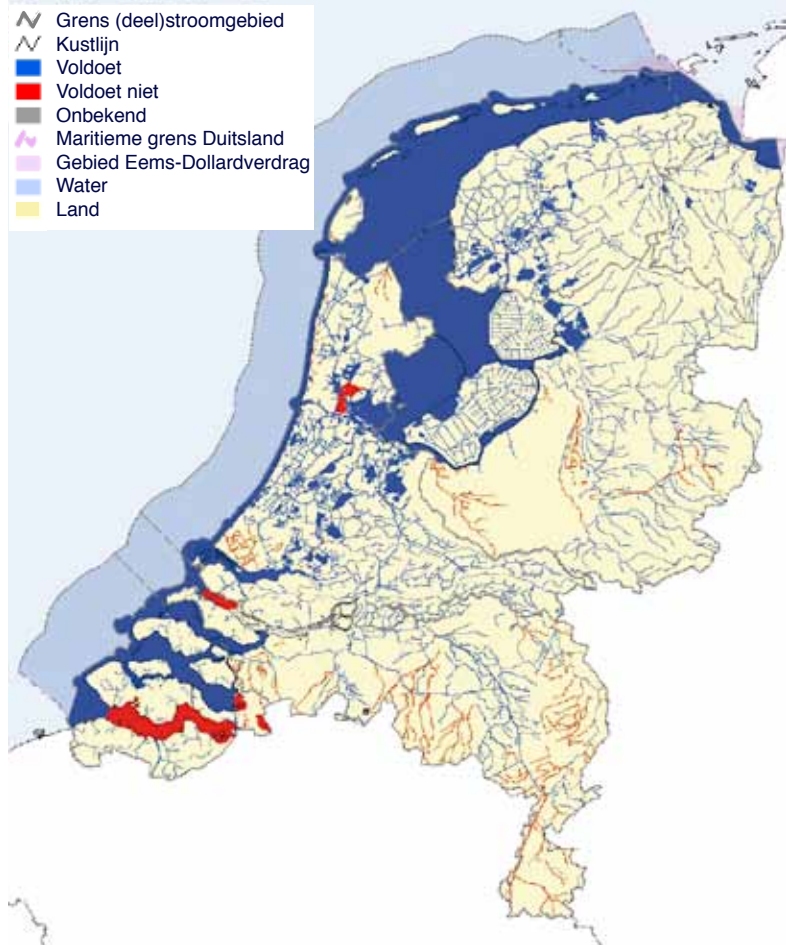 Grens (deel)stroomgebied
Kustlijn
Voldoet
Voldoet niet
Onbekend
Maritieme grens Duitsland
Gebied Eems-Dollardverdrag
Water
Land